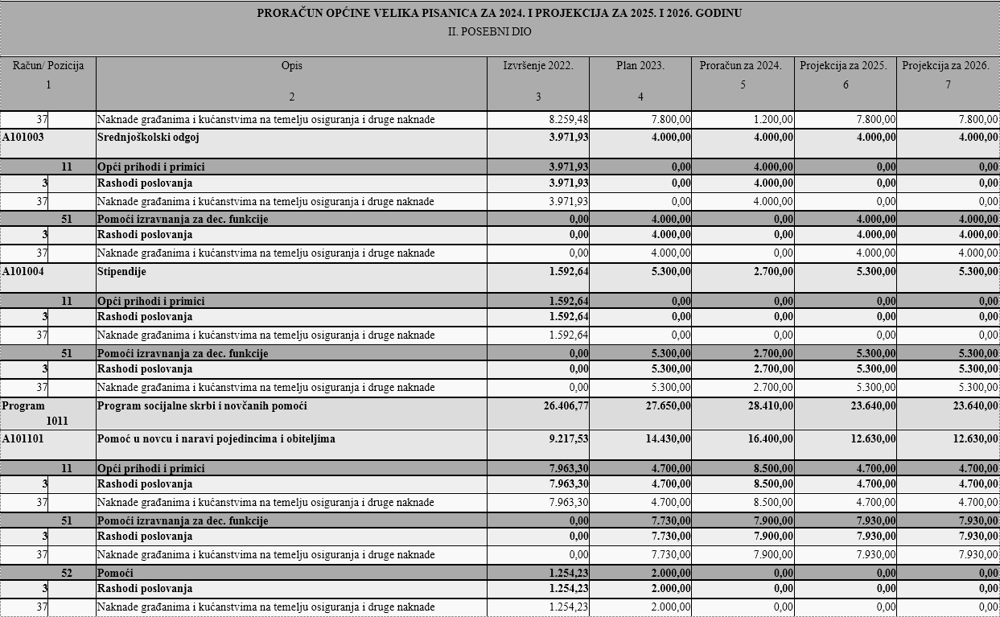 PRORAČUN OPĆINE VELIKA PISANICA ZA 2024. I PROJEKCIJA ZA 2025. I 2026. GODINU
II. POSEBNI DIO
Račun/ Pozicija Opis Izvršenje 2022. Plan 2023. Proračun za 2024. Projekcija za 2025. Projekcija za 2026.
1 2 3 4 5 6 7
37 Naknade građanima i kućanstvima na temelju osiguranja i druge naknade 8.259,48 7.800,00 1.200,00 7.800,00 7.800,00
A101003 Srednjoškolski odgoj 3.971,93 4.000,00 4.000,00 4.000,00 4.000,00
11 Opći prihodi i primici 3.971,93 0,00 4.000,00 0,00 0,00
3 Rashodi poslovanja 3.971,93 0,00 4.000,00 0,00 0,00
37 Naknade građanima i kućanstvima na temelju osiguranja i druge naknade 3.971,93 0,00 4.000,00 0,00 0,00
51 Pomoći izravnanja za dec. funkcije 0,00 4.000,00 0,00 4.000,00 4.000,00
3 Rashodi poslovanja 0,00 4.000,00 0,00 4.000,00 4.000,00
37 Naknade građanima i kućanstvima na temelju osiguranja i druge naknade 0,00 4.000,00 0,00 4.000,00 4.000,00
A101004 Stipendije 1.592,64 5.300,00 2.700,00 5.300,00 5.300,00
11 Opći prihodi i primici 1.592,64 0,00 0,00 0,00 0,00
3 Rashodi poslovanja 1.592,64 0,00 0,00 0,00 0,00
37 Naknade građanima i kućanstvima na temelju osiguranja i druge naknade 1.592,64 0,00 0,00 0,00 0,00
51 Pomoći izravnanja za dec. funkcije 0,00 5.300,00 2.700,00 5.300,00 5.300,00
3 Rashodi poslovanja 0,00 5.300,00 2.700,00 5.300,00 5.300,00
37 Naknade građanima i kućanstvima na temelju osiguranja i druge naknade 0,00 5.300,00 2.700,00 5.300,00 5.300,00
Program Program socijalne skrbi i novčanih pomoći 26.406,77 27.650,00 28.410,00 23.640,00 23.640,00
1011
A101101 Pomoć u novcu i naravi pojedincima i obiteljima 9.217,53 14.430,00 16.400,00 12.630,00 12.630,00
11 Opći prihodi i primici 7.963,30 4.700,00 8.500,00 4.700,00 4.700,00
3 Rashodi poslovanja 7.963,30 4.700,00 8.500,00 4.700,00 4.700,00
37 Naknade građanima i kućanstvima na temelju osiguranja i druge naknade 7.963,30 4.700,00 8.500,00 4.700,00 4.700,00
51 Pomoći izravnanja za dec. funkcije 0,00 7.730,00 7.900,00 7.930,00 7.930,00
3 Rashodi poslovanja 0,00 7.730,00 7.900,00 7.930,00 7.930,00
37 Naknade građanima i kućanstvima na temelju osiguranja i druge naknade 0,00 7.730,00 7.900,00 7.930,00 7.930,00
52 Pomoći 1.254,23 2.000,00 0,00 0,00 0,00
3 Rashodi poslovanja 1.254,23 2.000,00 0,00 0,00 0,00
37 Naknade građanima i kućanstvima na temelju osiguranja i druge naknade 1.254,23 2.000,00 0,00 0,00 0,00